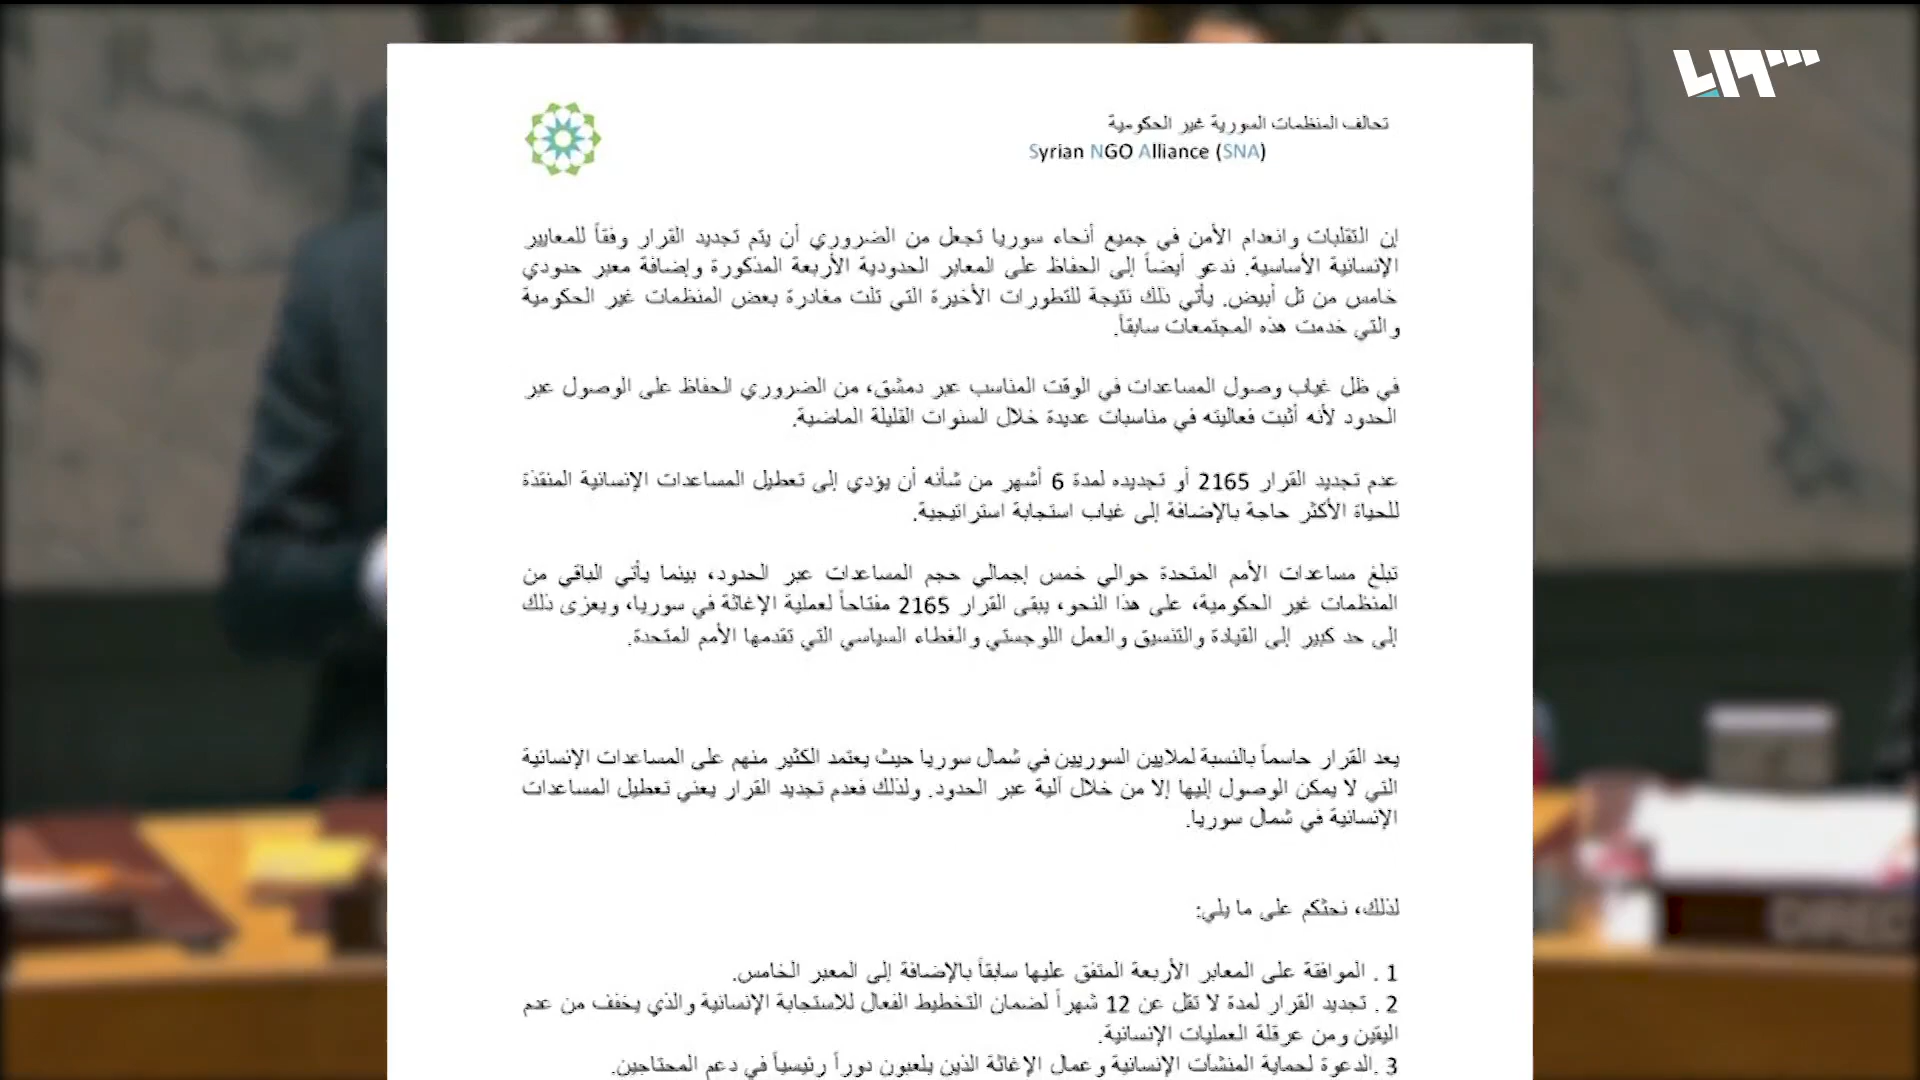 تحالف المنظمات السورية غير الحكومية
Syrian NGO Alliance (SNA)
إن التقلبات وانعدام الأمن في جميع أنحاء سوريا تجعل من الضروري أن يتم تجديد القرار وفقاً للمعايير
الإنسانية الأساسية. ندعو أيضاً إلى الحفاظ على المعابر الحدودية الأربعة المذكورة وإضافة معبر حدودي
خامس من تل أبيض. يأتي ذلك نتيجة للتطورات الأخيرة التي تلت مغادرة بعض المنظمات غير الحكومية
والتي خدمت هذه المجتمعات سابقاً.
في ظل غياب وصول المساعدات في الوقت المناسب عبر دمشق، من الضروري الحفاظ على الوصول عبر
الحدود لأنه أثبت فعاليته في مناسبات عديدة خلال السنوات القليلة الماضية.
عدم تجديد القرار 2165 أو تجديده لمدة 6 أشهر من شأنه أن يؤدي إلى تعطيل المساعدات الإنسانية المنقذة
للحياة الأكثر حاجة بالإضافة إلى غياب استجابة استراتيجية.
تبلغ مساعدات الأمم المتحدة حوالي خمس إجمالي حجم المساعدات عبر الحدود، بينما يأتي الباقي من
المنظمات غير الحكومية، على هذا النحو، يبقى القرار 2165 مفتاحاً لعملية الإغاثة في سوريا، ويعزى ذلك
إلى حد كبير إلى القيادة والتنسيق والعمل اللوجستي والغطاء السياسي التي تقدمها الأمم المتحدة.
يعد القرار حاسماً بالنسبة لملايين السوريين في شمال سوريا حيث يعتمد الكثير منهم على المساعدات الإنسانية
التي لا يمكن الوصول إليها إلا من خلال آلية عبر الحدود. ولذلك فعدم تجديد القرار يعني تعطيل المساعدات
الإنسانية في شمال سوريا.
لذلك، نحثكم على ما يلي:
1 . الموافقة على المعابر الأربعة المتفق عليها سابقاً بالإضافة إلى المعبر الخامس.
2 . تجديد القرار لمدة لا تقل عن 12 شهراً لضمان التخطيط الفعال للاستجابة الإنسانية والذي يخفف من عدم
اليقين ومن عرقلة العمليات الإنسانية.
3 .الدعوة لحماية المنشآت الإنسانية وعمال الإغاثة الذين يلعبون دوراً رئيسياً في دعم المحتاجين.
DIREC